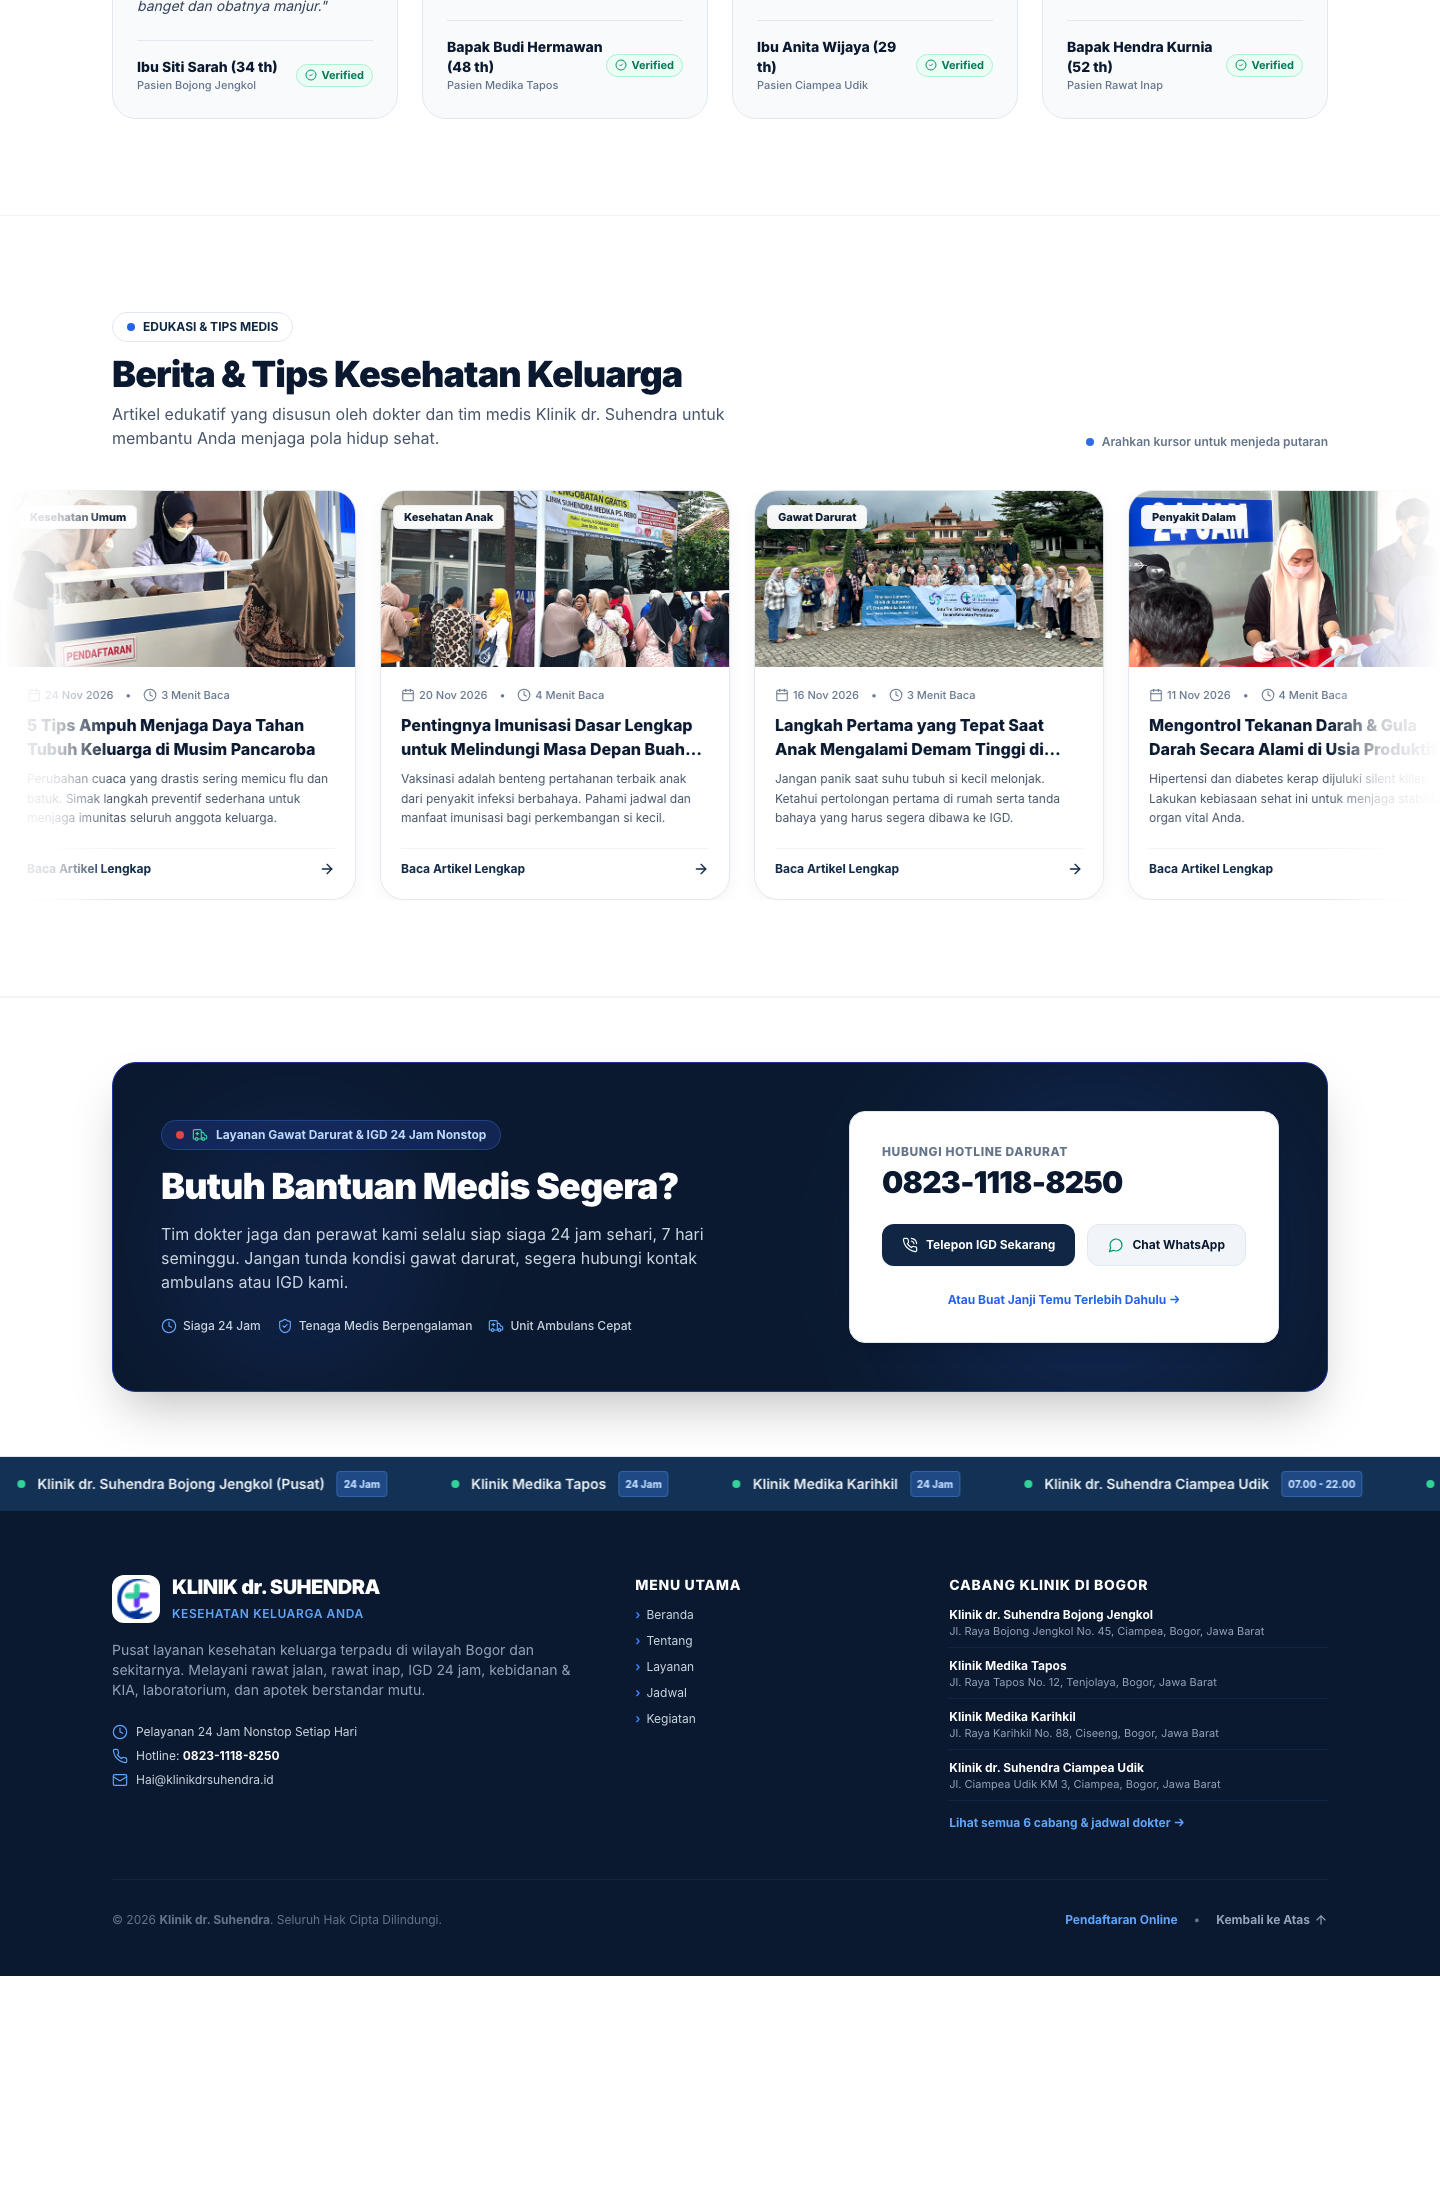 banget dan obatnya manjur."
Ibu Siti Sarah (34 th)
Pasien Bojong Jengkol
Verified
Bapak Budi Hermawan
(48 th)
Pasien Medika Tapos
Verified
Ibu Anita Wijaya (29
th)
Pasien Ciampea Udik
Verified
Bapak Hendra Kurnia
(52 th)
Pasien Rawat Inap
Verified
EDUKASI & TIPS MEDIS
Berita & Tips Kesehatan Keluarga
Artikel edukatif yang disusun oleh dokter dan tim medis Klinik dr. Suhendra untuk
membantu Anda menjaga pola hidup sehat.
Arahkan kursor untuk menjeda putaran
Kesehatan Umum
PENDAFTARAN
24 Nov 2026 • 3 Menit Baca
5 Tips Ampuh Menjaga Daya Tahan
Tubuh Keluarga di Musim Pancaroba
Perubahan cuaca yang drastis sering memicu flu dan
batuk. Simak langkah preventif sederhana untuk
menjaga imunitas seluruh anggota keluarga.
Baca Artikel Lengkap
Kesehatan Anak
PENGOBATAN GRATIS
LINIK SUHENDRA MEDIKA PS. REBO
20 Nov 2026 • 4 Menit Baca
Pentingnya Imunisasi Dasar Lengkap
untuk Melindungi Masa Depan Buah...
Vaksinasi adalah benteng pertahanan terbaik anak
dari penyakit infeksi berbahaya. Pahami jadwal dan
manfaat imunisasi bagi perkembangan si kecil.
Baca Artikel Lengkap
Gawat Darurat
16 Nov 2026 • 3 Menit Baca
Langkah Pertama yang Tepat Saat
Anak Mengalami Demam Tinggi di...
Jangan panik saat suhu tubuh si kecil melonjak.
Ketahui pertolongan pertama di rumah serta tanda
bahaya yang harus segera dibawa ke IGD.
Baca Artikel Lengkap
Penyakit Dalam
24 JAM
11 Nov 2026 • 4 Menit Baca
Mengontrol Tekanan Darah & Gula
Darah Secara Alami di Usia Produktif
Hipertensi dan diabetes kerap dijuluki silent killer.
Lakukan kebiasaan sehat ini untuk menjaga
organ vital Anda.
Baca Artikel Lengkap
Layanan Gawat Darurat & IGD 24 Jam Nonstop
Butuh Bantuan Medis Segera?
Tim dokter jaga dan perawat kami selalu siap siaga 24 jam sehari, 7 hari
seminggu. Jangan tunda kondisi gawat darurat, segera hubungi kontak
ambulans atau IGD kami.
Siaga 24 Jam
Tenaga Medis Berpengalaman
Unit Ambulans Cepat
HUBUNGI HOTLINE DARURAT
0823-1118-8250
Telepon IGD Sekarang
Chat WhatsApp
Atau Buat Janji Temu Terlebih Dahulu →
Klinik dr. Suhendra Bojong Jengkol (Pusat) 24 Jam
Klinik Medika Tapos 24 Jam
Klinik Medika Karihkil 24 Jam
Klinik dr. Suhendra Ciampea Udik 07.00 - 22.00
KLINIK dr. SUHENDRA
KESEHATAN KELUARGA ANDA
Pusat layanan kesehatan keluarga terpadu di wilayah Bogor dan
sekitarnya. Melayani rawat jalan, rawat inap, IGD 24 jam, kebidanan &
KIA, laboratorium, dan apotek berstandar mutu.
Pelayanan 24 Jam Nonstop Setiap Hari
Hotline: 0823-1118-8250
Hai@klinikdrsuhendra.id
MENU UTAMA
› Beranda
› Tentang
› Layanan
› Jadwal
› Kegiatan
CABANG KLINIK DI BOGOR
Klinik dr. Suhendra Bojong Jengkol
Jl. Raya Bojong Jengkol No. 45, Ciampea, Bogor, Jawa Barat
Klinik Medika Tapos
Jl. Raya Tapos No. 12, Tenjolaya, Bogor, Jawa Barat
Klinik Medika Karihkil
Jl. Raya Karihkil No. 88, Ciseeng, Bogor, Jawa Barat
Klinik dr. Suhendra Ciampea Udik
Jl. Ciampea Udik KM 3, Ciampea, Bogor, Jawa Barat
Lihat semua 6 cabang & jadwal dokter →
© 2026 Klinik dr. Suhendra. Seluruh Hak Cipta Dilindungi.
Pendaftaran Online • Kembali ke Atas ↑